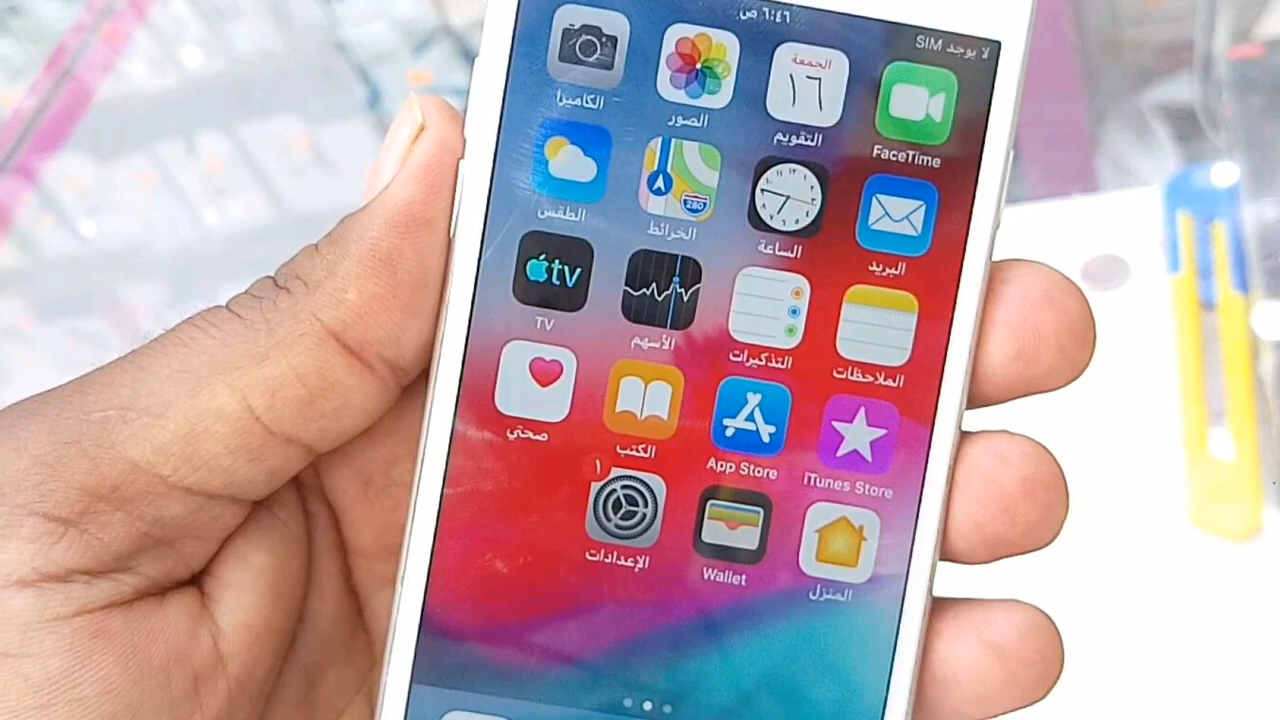 لا يوجد SIM
٦:٤٦ ص
FaceTime
الجمعة
١٦
التقويم
الصور
الكاميرا
البريد
الساعة
280
الخرائط
الطقس
الملاحظات
التذكيرات
الأسهم
tv
TV
iTunes Store
App Store
الكتب
صحتي
المنزل
Wallet
١
الإعدادات